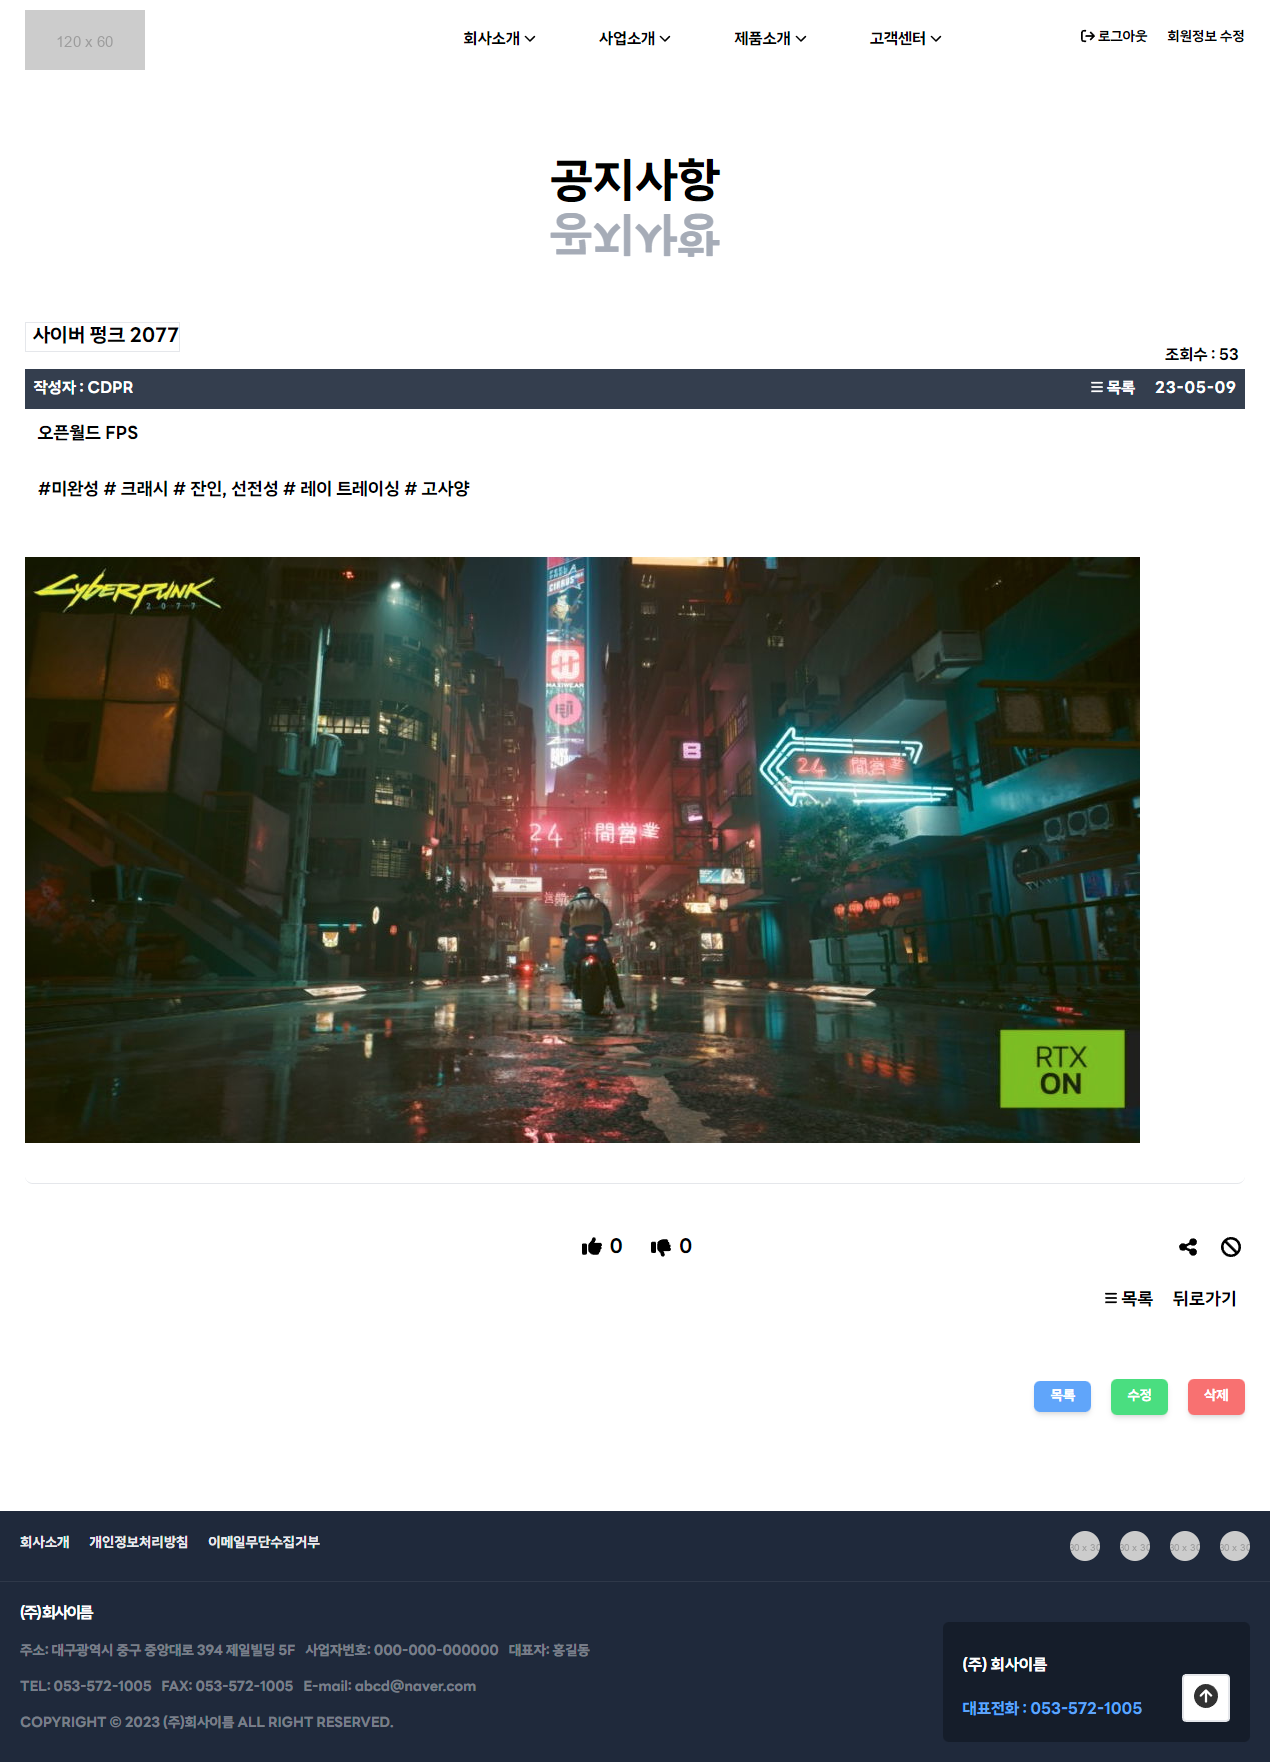 120 x 60
회사소개
사업소개
제품소개
고객센터
로그아웃
회원정보 수정
공지사항
공지사항
사이버 펑크 2077
조회수 : 53
작성자 : CDPR
목록
23-05-09
오픈월드 FPS
#미완성 # 크래시 # 잔인, 선전성 # 레이 트레이싱 # 고사양
CYBERPUNK
2077
24 間営業
24 間営業
RTX
ON
0
0
목록
뒤로가기
목록
수정
삭제
회사소개
개인정보처리방침
이메일무단수집거부
30 x 30
30 x 30
30 x 30
30 x 30
(주)회사이름
주소: 대구광역시 중구 중앙대로 394 제일빌딩 5F 사업자번호: 000-000-000000 대표자: 홍길동
TEL: 053-572-1005 FAX: 053-572-1005 E-mail: abcd@naver.com
COPYRIGHT © 2023 (주)회사이름 ALL RIGHT RESERVED.
(주) 회사이름
대표전화 : 053-572-1005